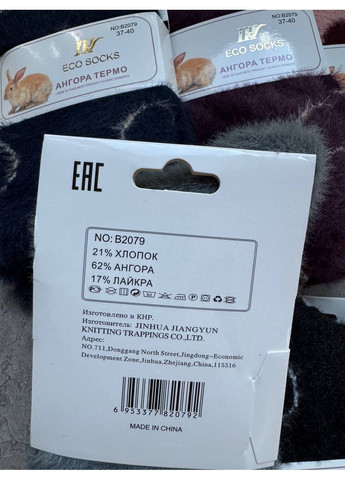 NO:B2079
37-40
ECO SOCKS
АНГОРА ТЕРМО
NO:B2079
37-40
ECO SOCKS
АНГОРА ТЕРМО
EAC
NO: B2079
21% ХЛОПОК
62% АНГОРА
17% ЛАЙКРА
Изготовлено в КНР.
Изготовитель: JINHUA JIANGYUN
KNITTING TRAPPINGS CO.,LTD.
Адрес:
NO.711,Donggang North Street,Jingdong-Economic
Development Zone,Jinhua,Zhejiang,China,115516
6 953377 820792
MADE IN CHINA